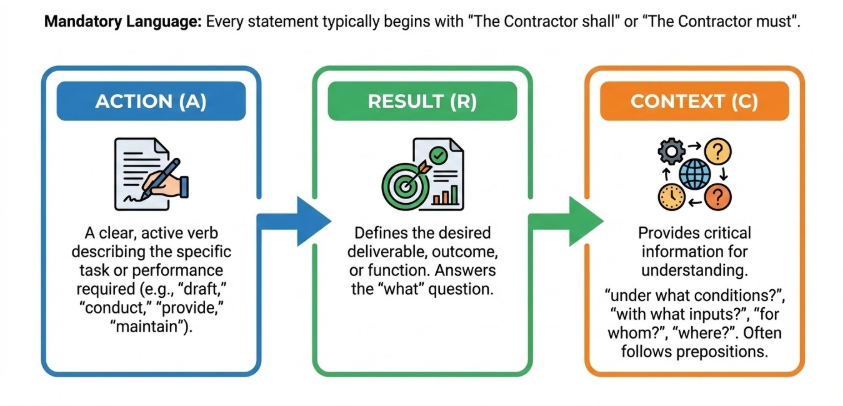 Mandatory Language: Every statement typically begins with "The Contractor shall" or "The Contractor must".
ACTION (A)
A clear, active verb
describing the specific
task or performance
required (e.g., “draft,”
“conduct,” “provide,”
“maintain”).
RESULT (R)
Defines the desired
deliverable, outcome,
or function. Answers
the “what” question.
CONTEXT (C)
? 
?
Provides critical
information for
understanding.
“under what conditions?”,
“with what inputs?”, “for
whom?”, “where?”. Often
follows prepositions.